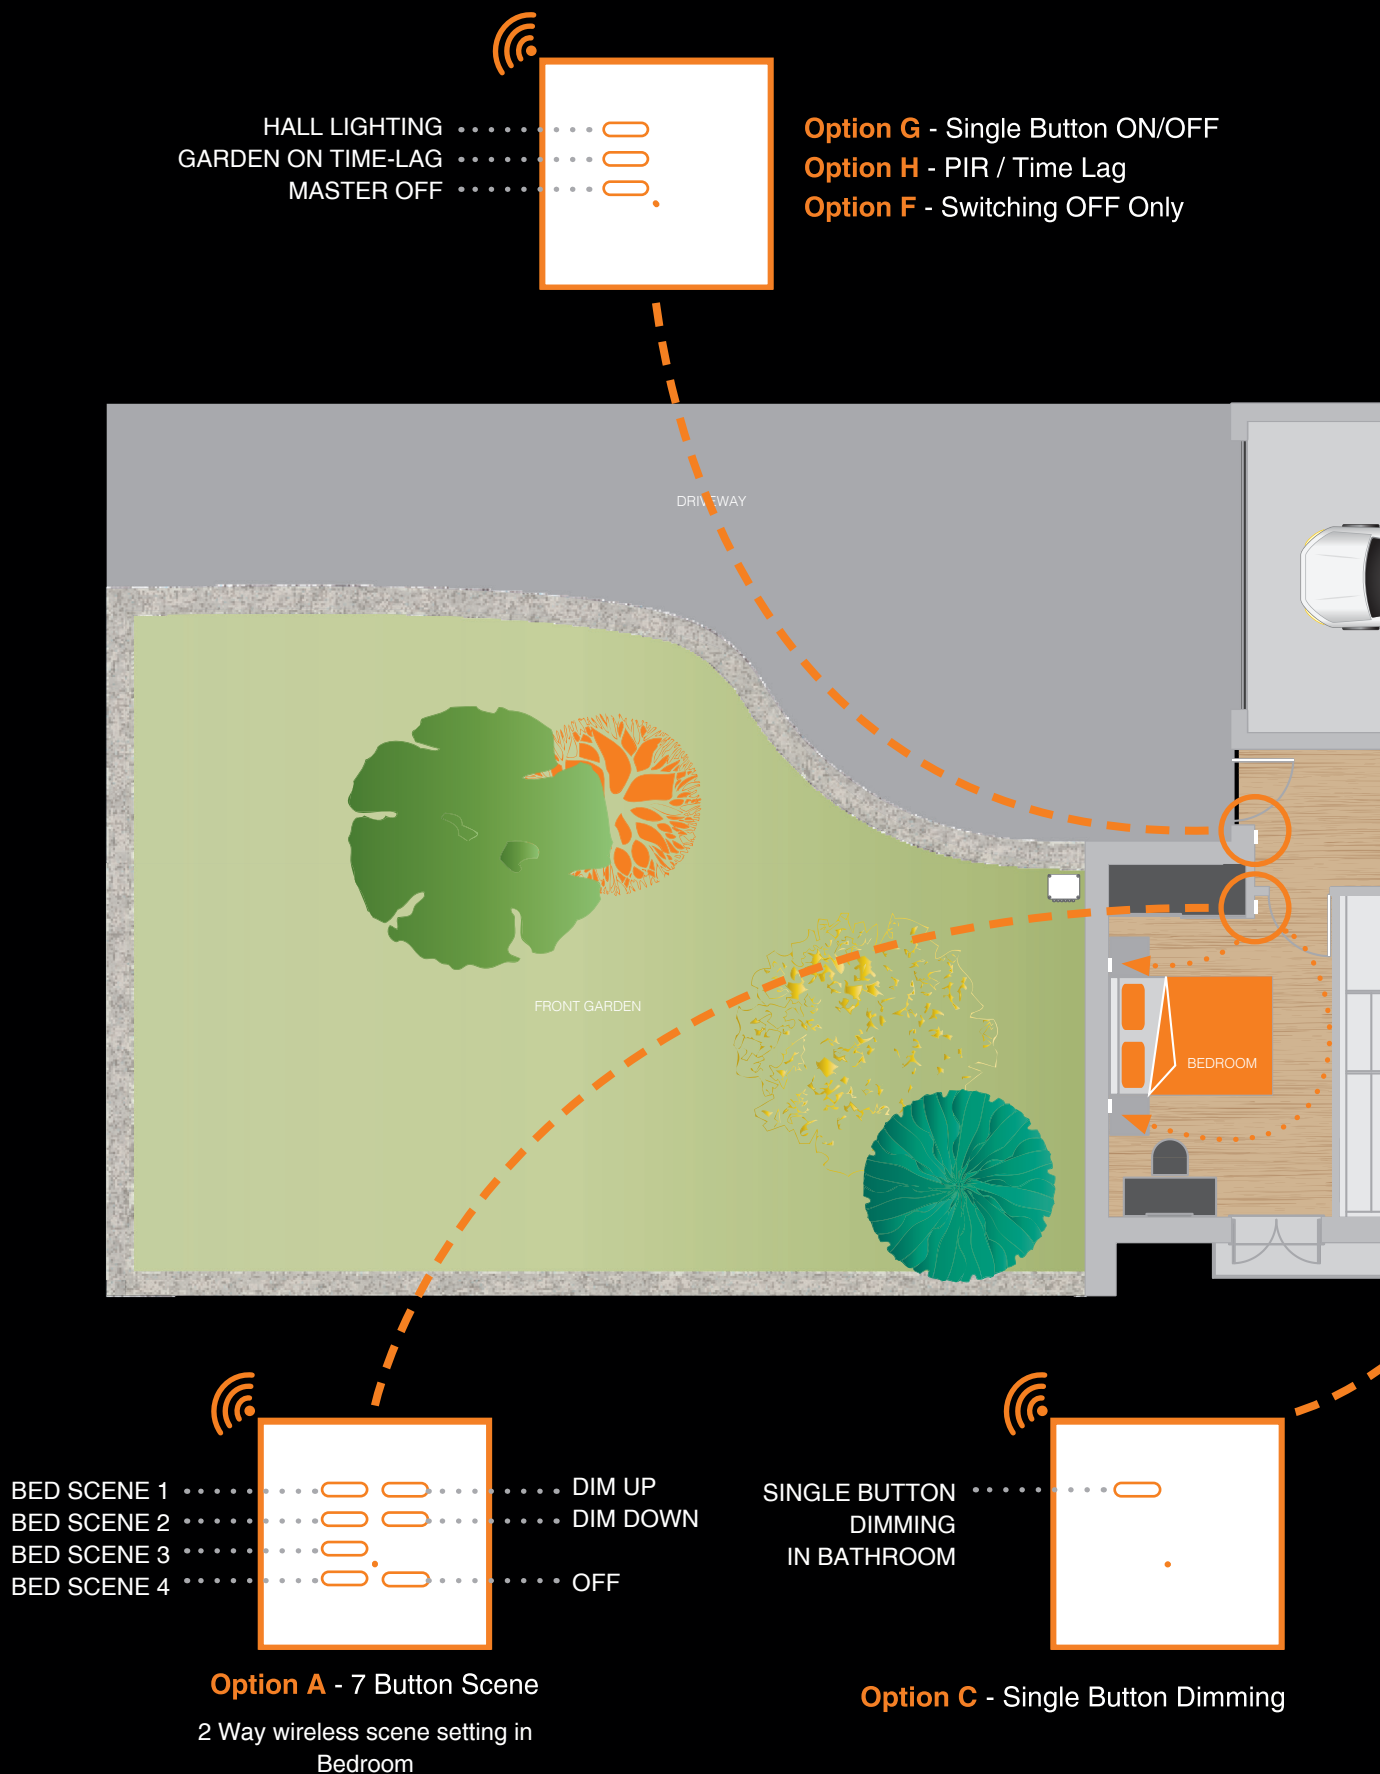 HALL LIGHTING
GARDEN ON TIME-LAG
MASTER OFF
Option G - Single Button ON/OFF
Option H - PIR / Time Lag
Option F - Switching OFF Only
DRIVEWAY
FRONT GARDEN
BEDROOM
BED SCENE 1
BED SCENE 2
BED SCENE 3
BED SCENE 4
DIM UP
DIM DOWN
OFF
Option A - 7 Button Scene
2 Way wireless scene setting in
Bedroom
SINGLE BUTTON
DIMMING
IN BATHROOM
Option C - Single Button Dimming